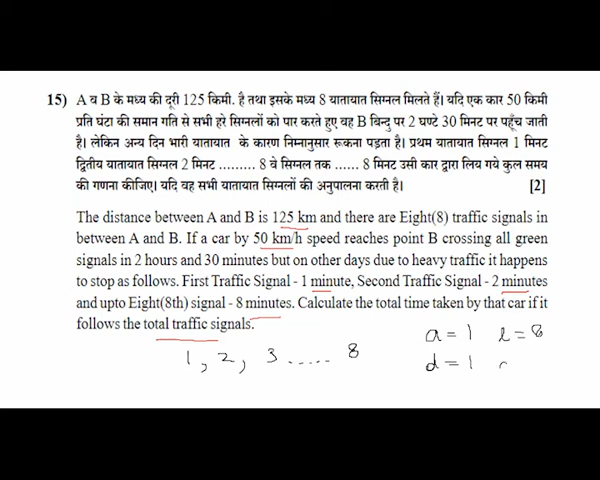 15) A व B के मध्य की दूरी 125 किमी. है तथा इसके मध्य 8 यातायात सिग्नल मिलते हैं। यदि एक कार 50 किमी
प्रति घंटा की समान गति से सभी हरे सिग्नलों को पार करते हुए वह B बिन्दु पर 2 घण्टे 30 मिनट पर पहुँच जाती
है। लेकिन अन्य दिन भारी यातायात के कारण निम्नानुसार रूकना पड़ता है। प्रथम यातायात सिग्नल 1 मिनट
द्वितीय यातायात सिग्नल 2 मिनट ......... 8 वे सिग्नल तक ...... 8 मिनट उसी कार द्वारा लिय गये कुल समय
की गणना कीजिए। यदि यह सभी यातायात सिग्नलों की अनुपालना करती है। [2]
The distance between A and B is 125 km and there are Eight(8) traffic signals in
between A and B. If a car by 50 km/h speed reaches point B crossing all green
signals in 2 hours and 30 minutes but on other days due to heavy traffic it happens
to stop as follows. First Traffic Signal - 1 minute, Second Traffic Signal - 2 minutes
and upto Eight(8th) signal - 8 minutes. Calculate the total time taken by that car if it
follows the total traffic signals.
a = 1 l = 8
1, 2, 3 ..... 8
d = 1